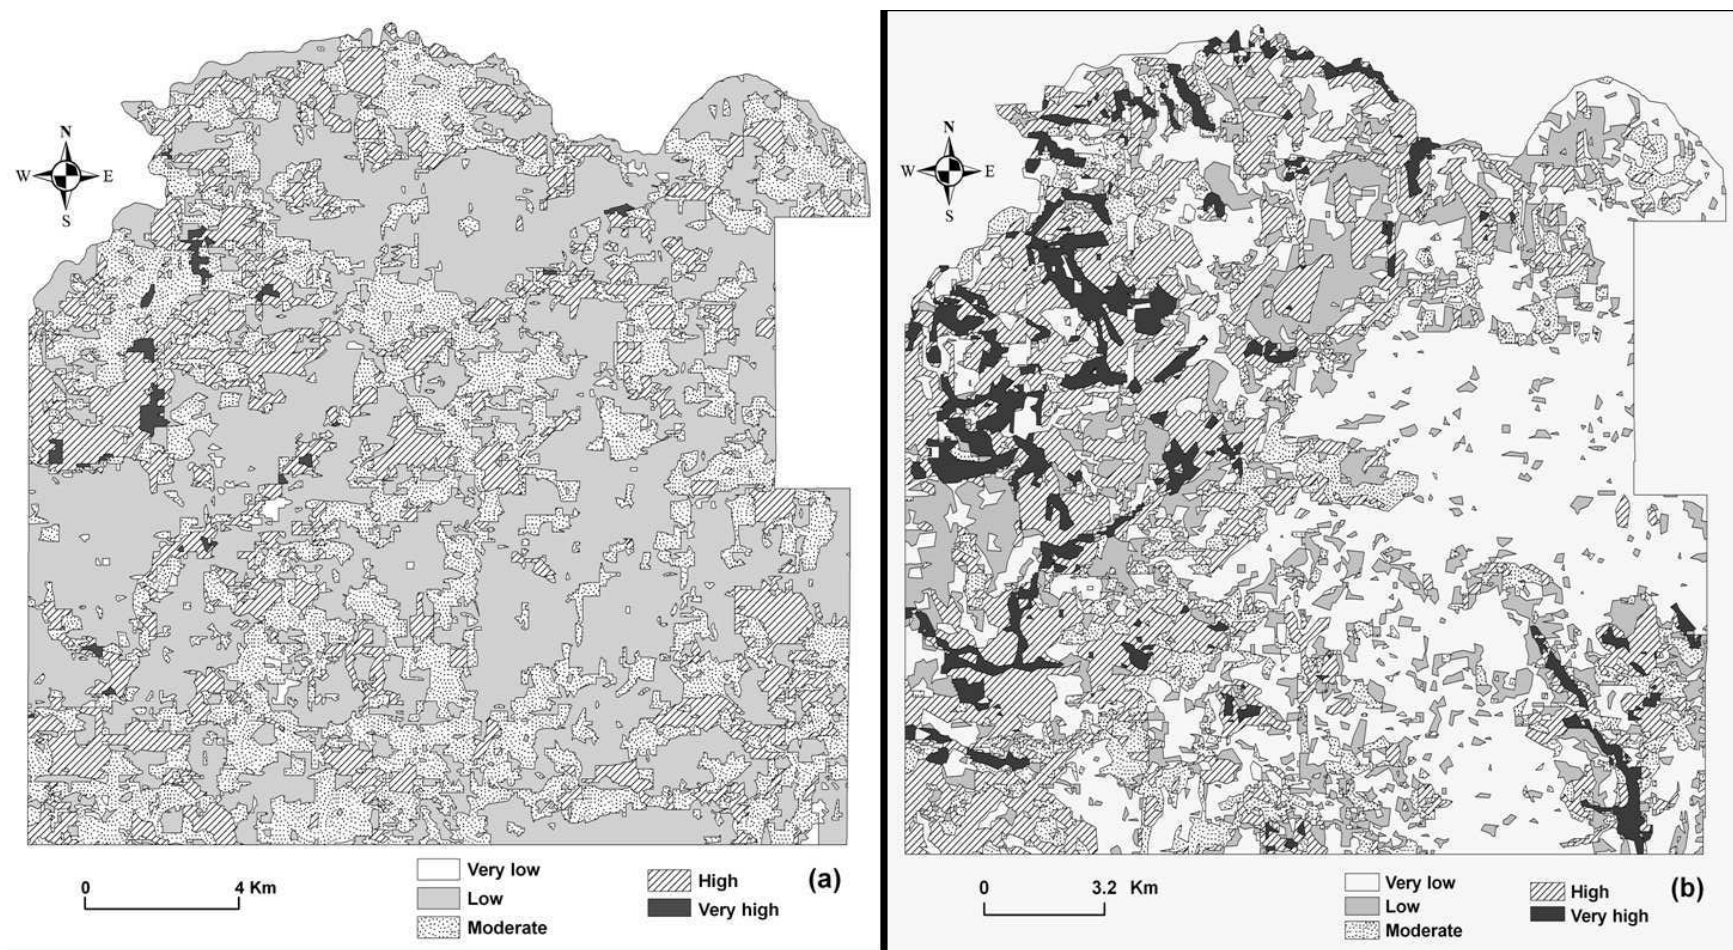 N
W E
S
0 4 Km
Very low
Low
Moderate
High
Very high
(a)
N
W E
S
0 3.2 Km
Very low
Low
Moderate
High
Very high
(b)